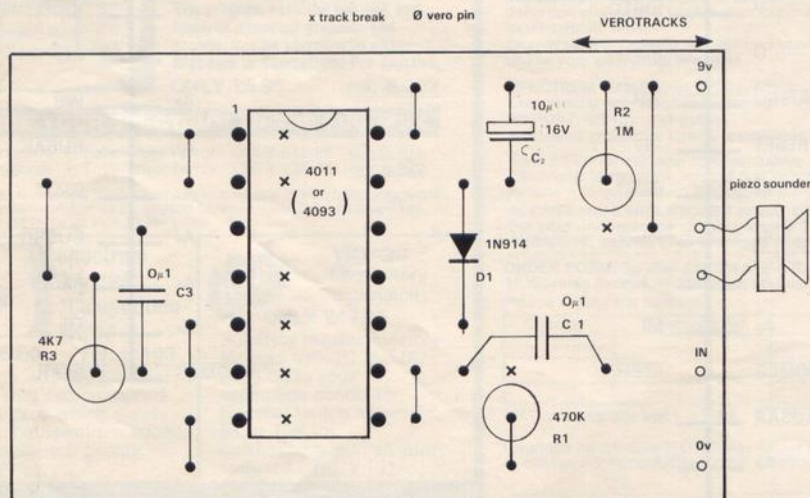 x track break   Ø vero pin
VEROTRACKS
9v
1
10µ
16V
C2
R2
1M
4011
or
( 4093 )
piezo sounder
1N914
D1
0µ1
C3
0µ1
C 1
4K7
R3
IN
470K
R1
0v